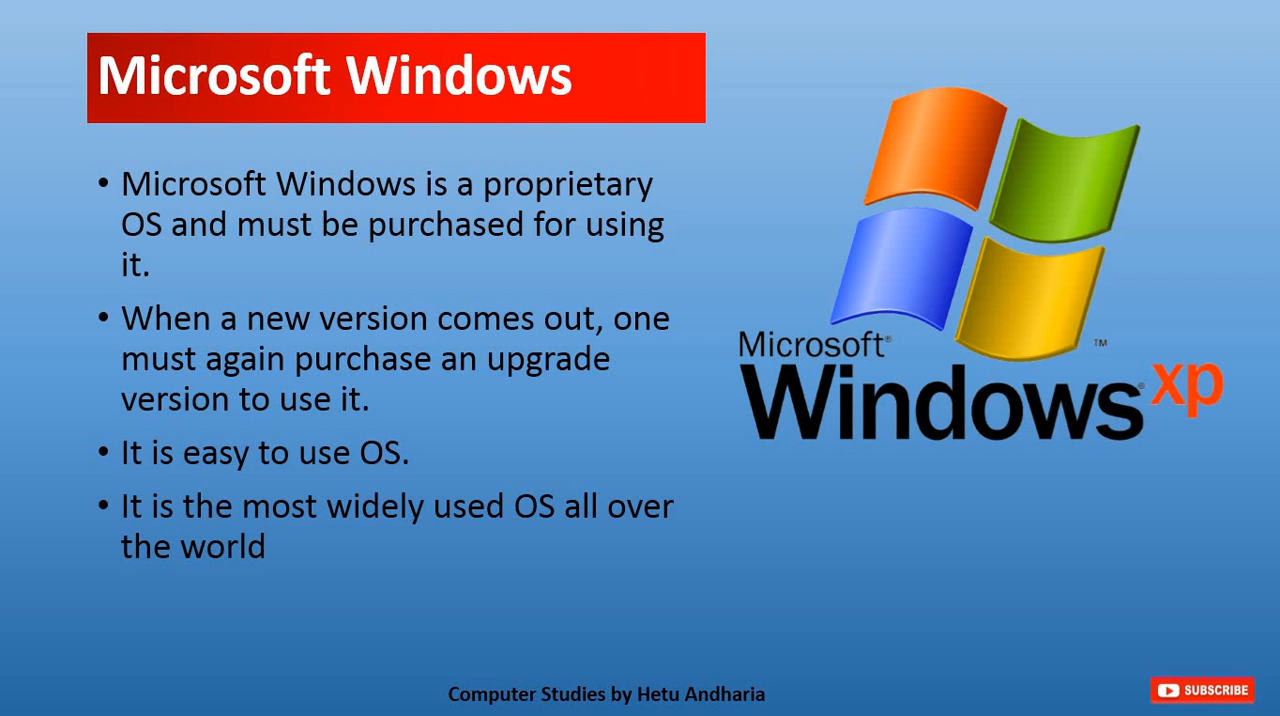 Microsoft Windows
• Microsoft Windows is a proprietary
OS and must be purchased for using
it.
• When a new version comes out, one
must again purchase an upgrade
version to use it.
• It is easy to use OS.
• It is the most widely used OS all over
the world
Microsoft®
™
Windows® xp
Computer Studies by Hetu Andharia
SUBSCRIBE